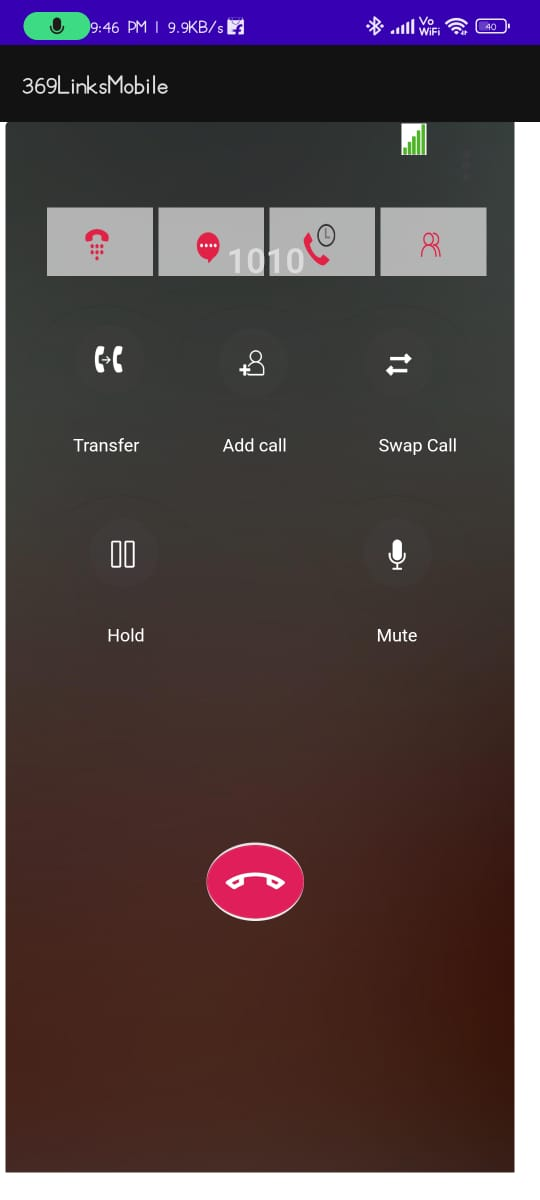 9:46 PM | 9.9KB/s
Vo
WiFi
40
369LinksMobile
1010
Transfer
Add call
Swap Call
Hold
Mute